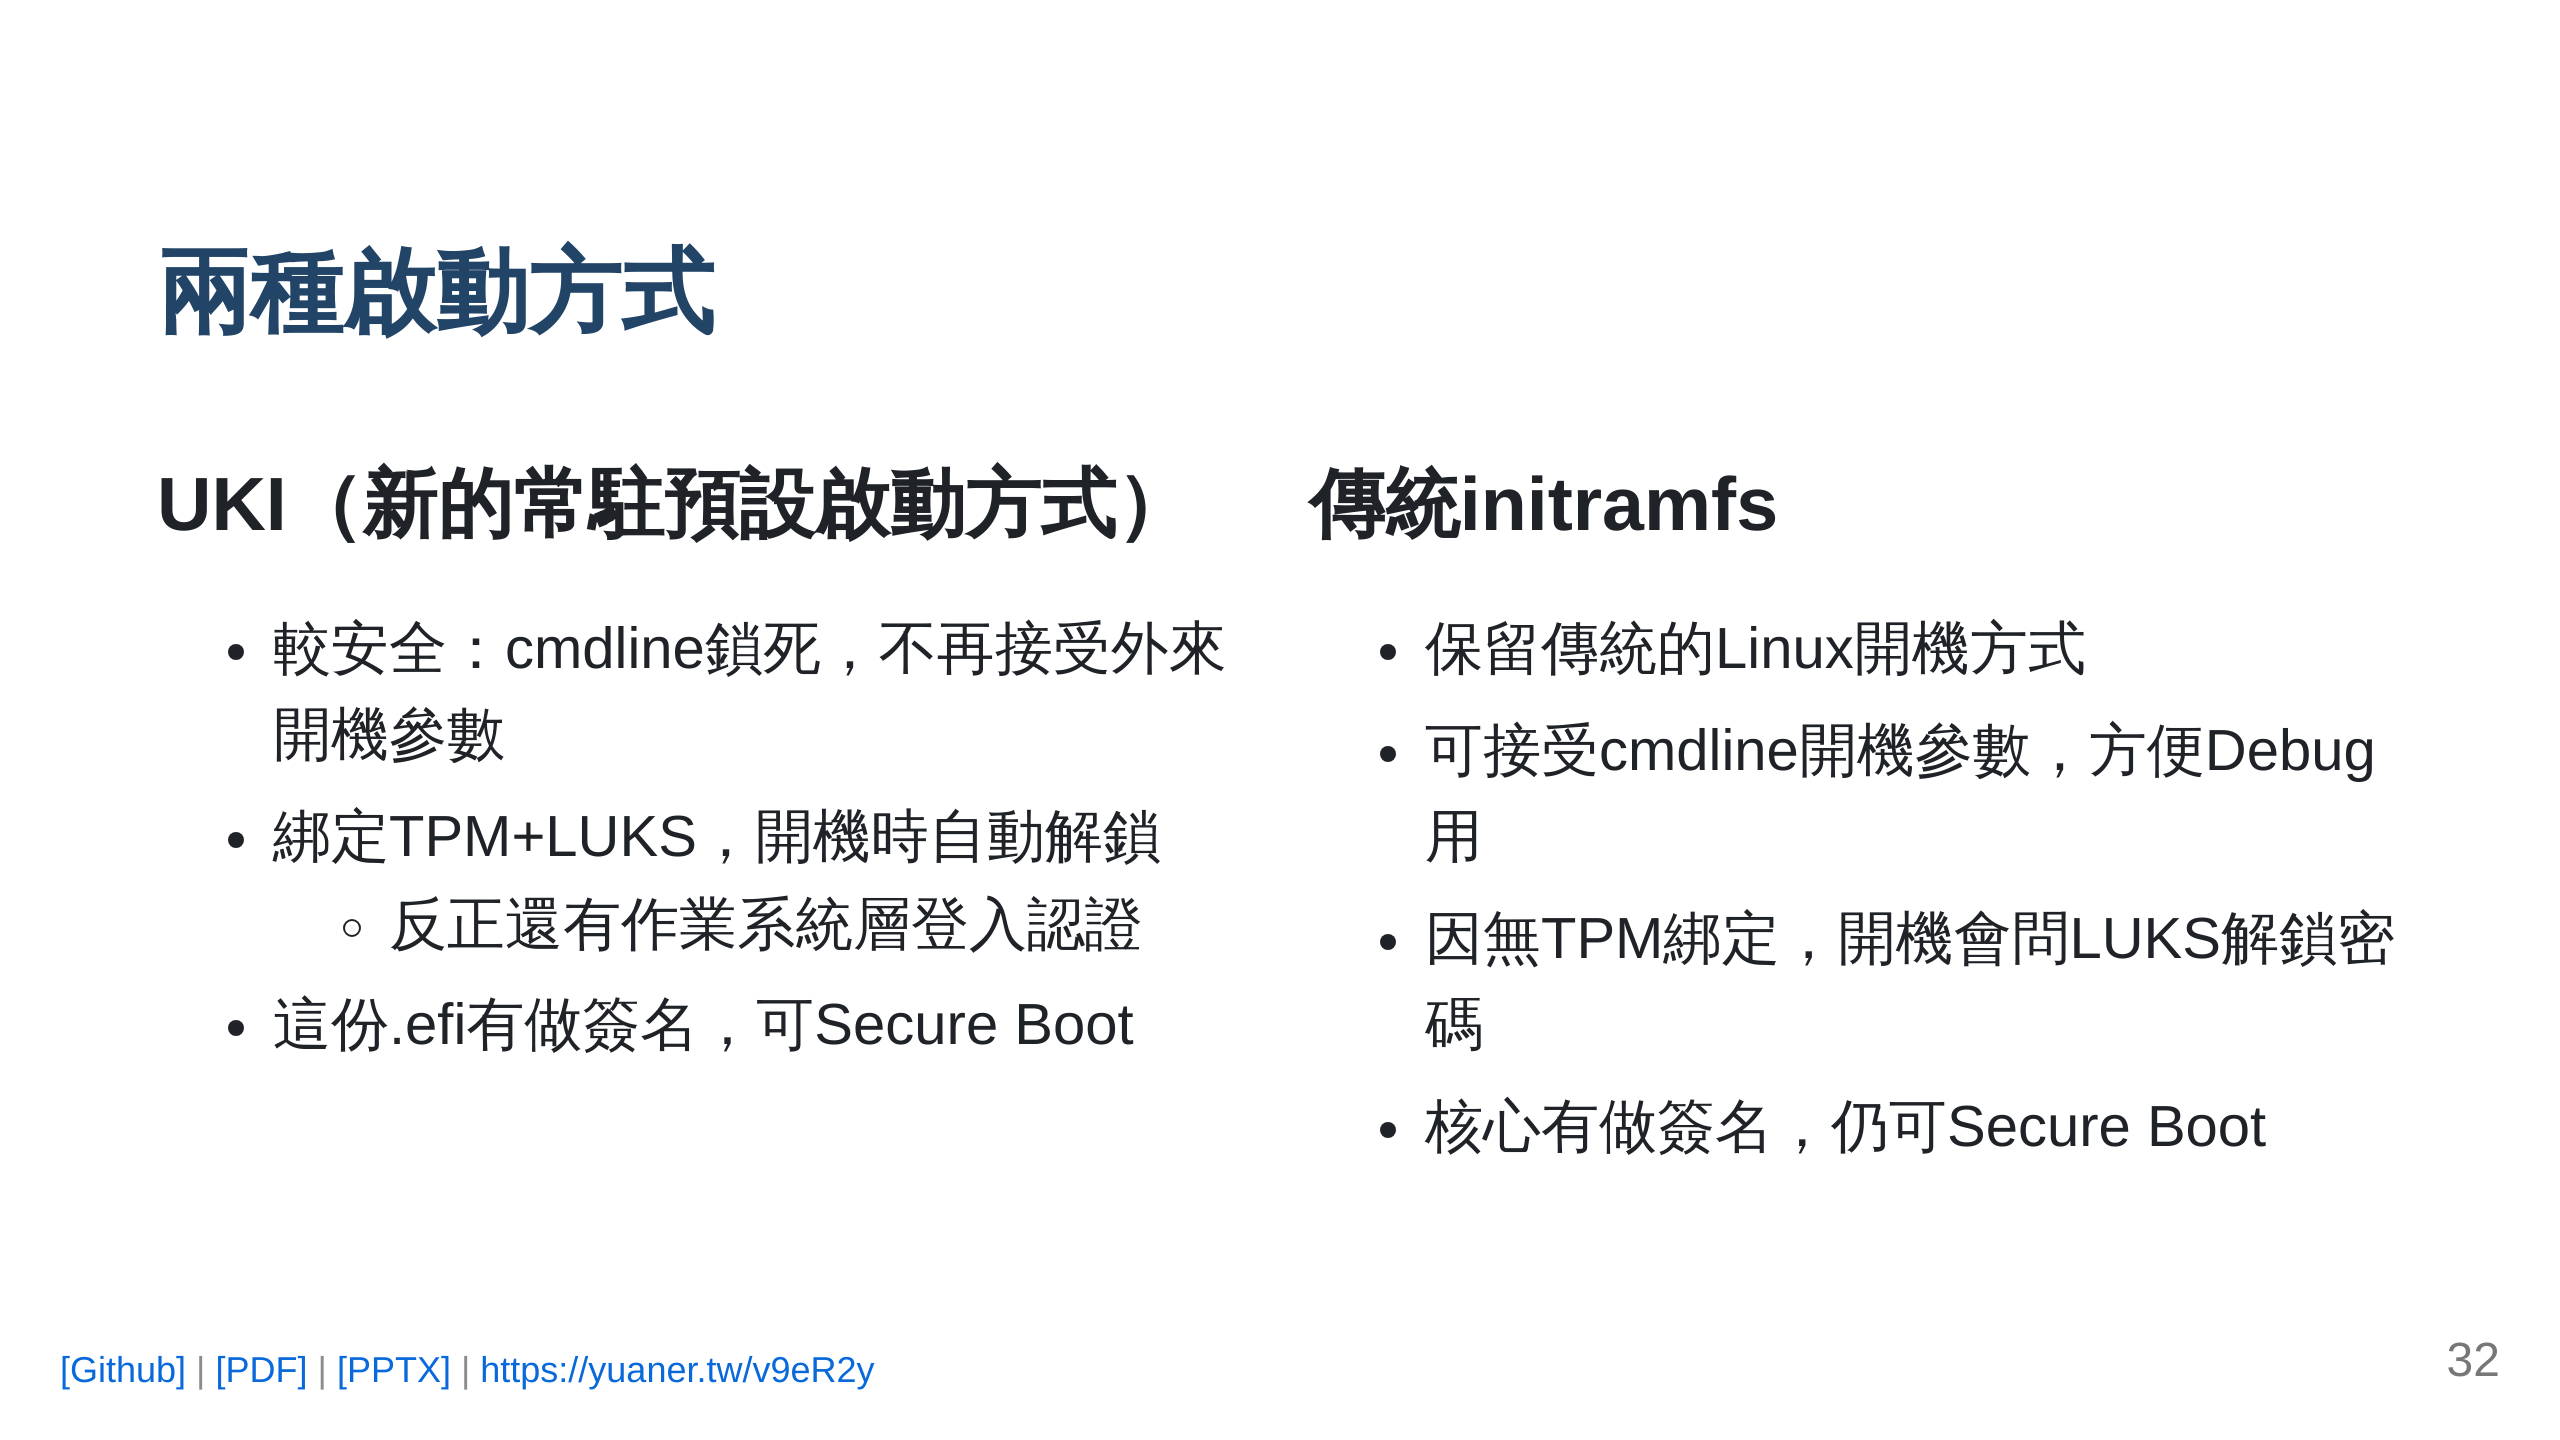 兩種啟動方式
UKI（新的常駐預設啟動方式）
• 較安全：cmdline鎖死，不再接受外來
開機參數
• 綁定TPM+LUKS，開機時自動解鎖
◦ 反正還有作業系統層登入認證
• 這份.efi有做簽名，可Secure Boot
傳統initramfs
• 保留傳統的Linux開機方式
• 可接受cmdline開機參數，方便Debug
用
• 因無TPM綁定，開機會問LUKS解鎖密
碼
• 核心有做簽名，仍可Secure Boot
[Github] | [PDF] | [PPTX] | https://yuaner.tw/v9eR2y
32